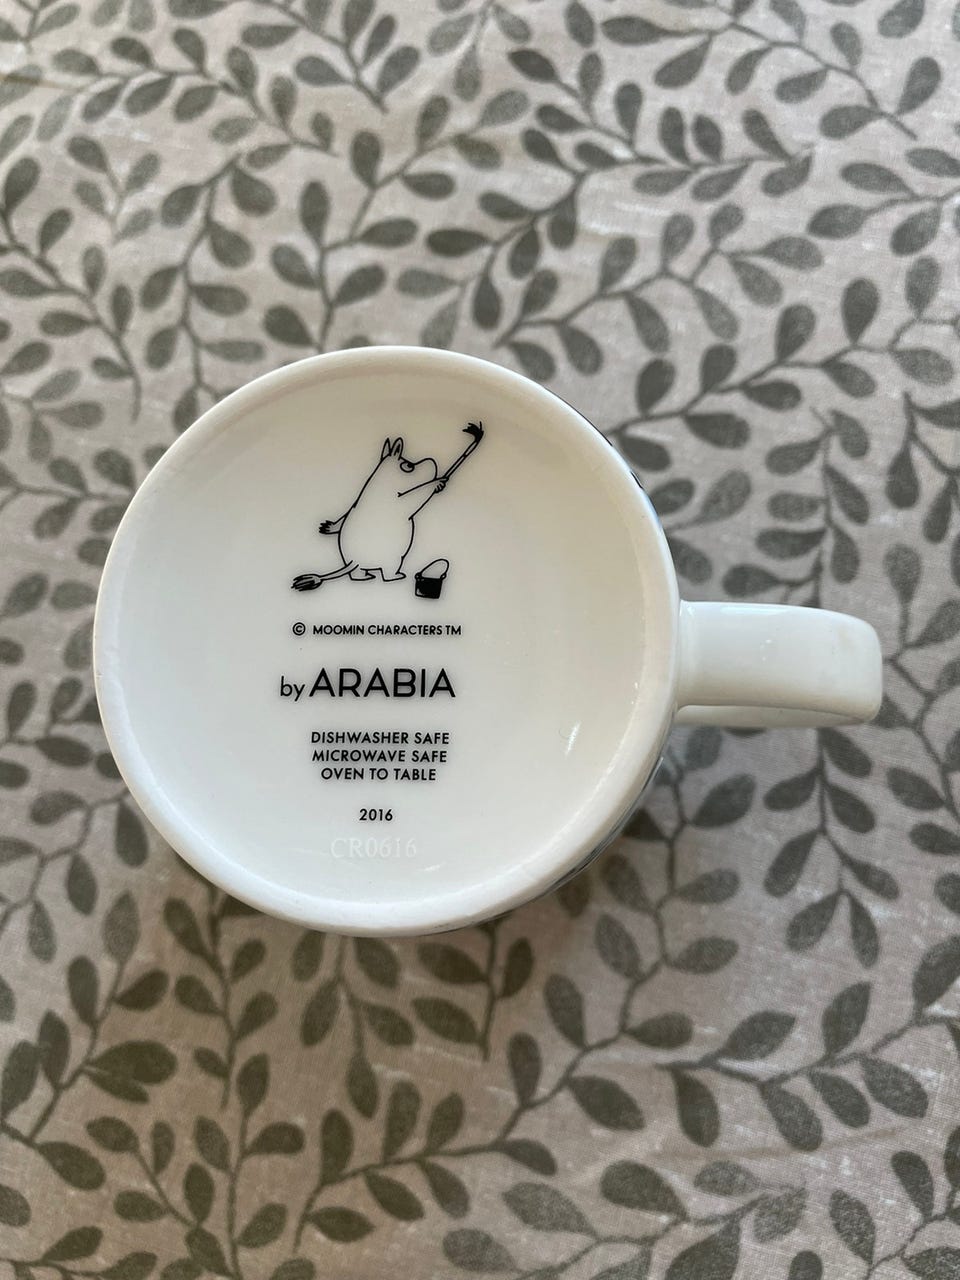 © MOOMIN CHARACTERS TM
by ARABIA
DISHWASHER SAFE
MICROWAVE SAFE
OVEN TO TABLE
2016
CR0616